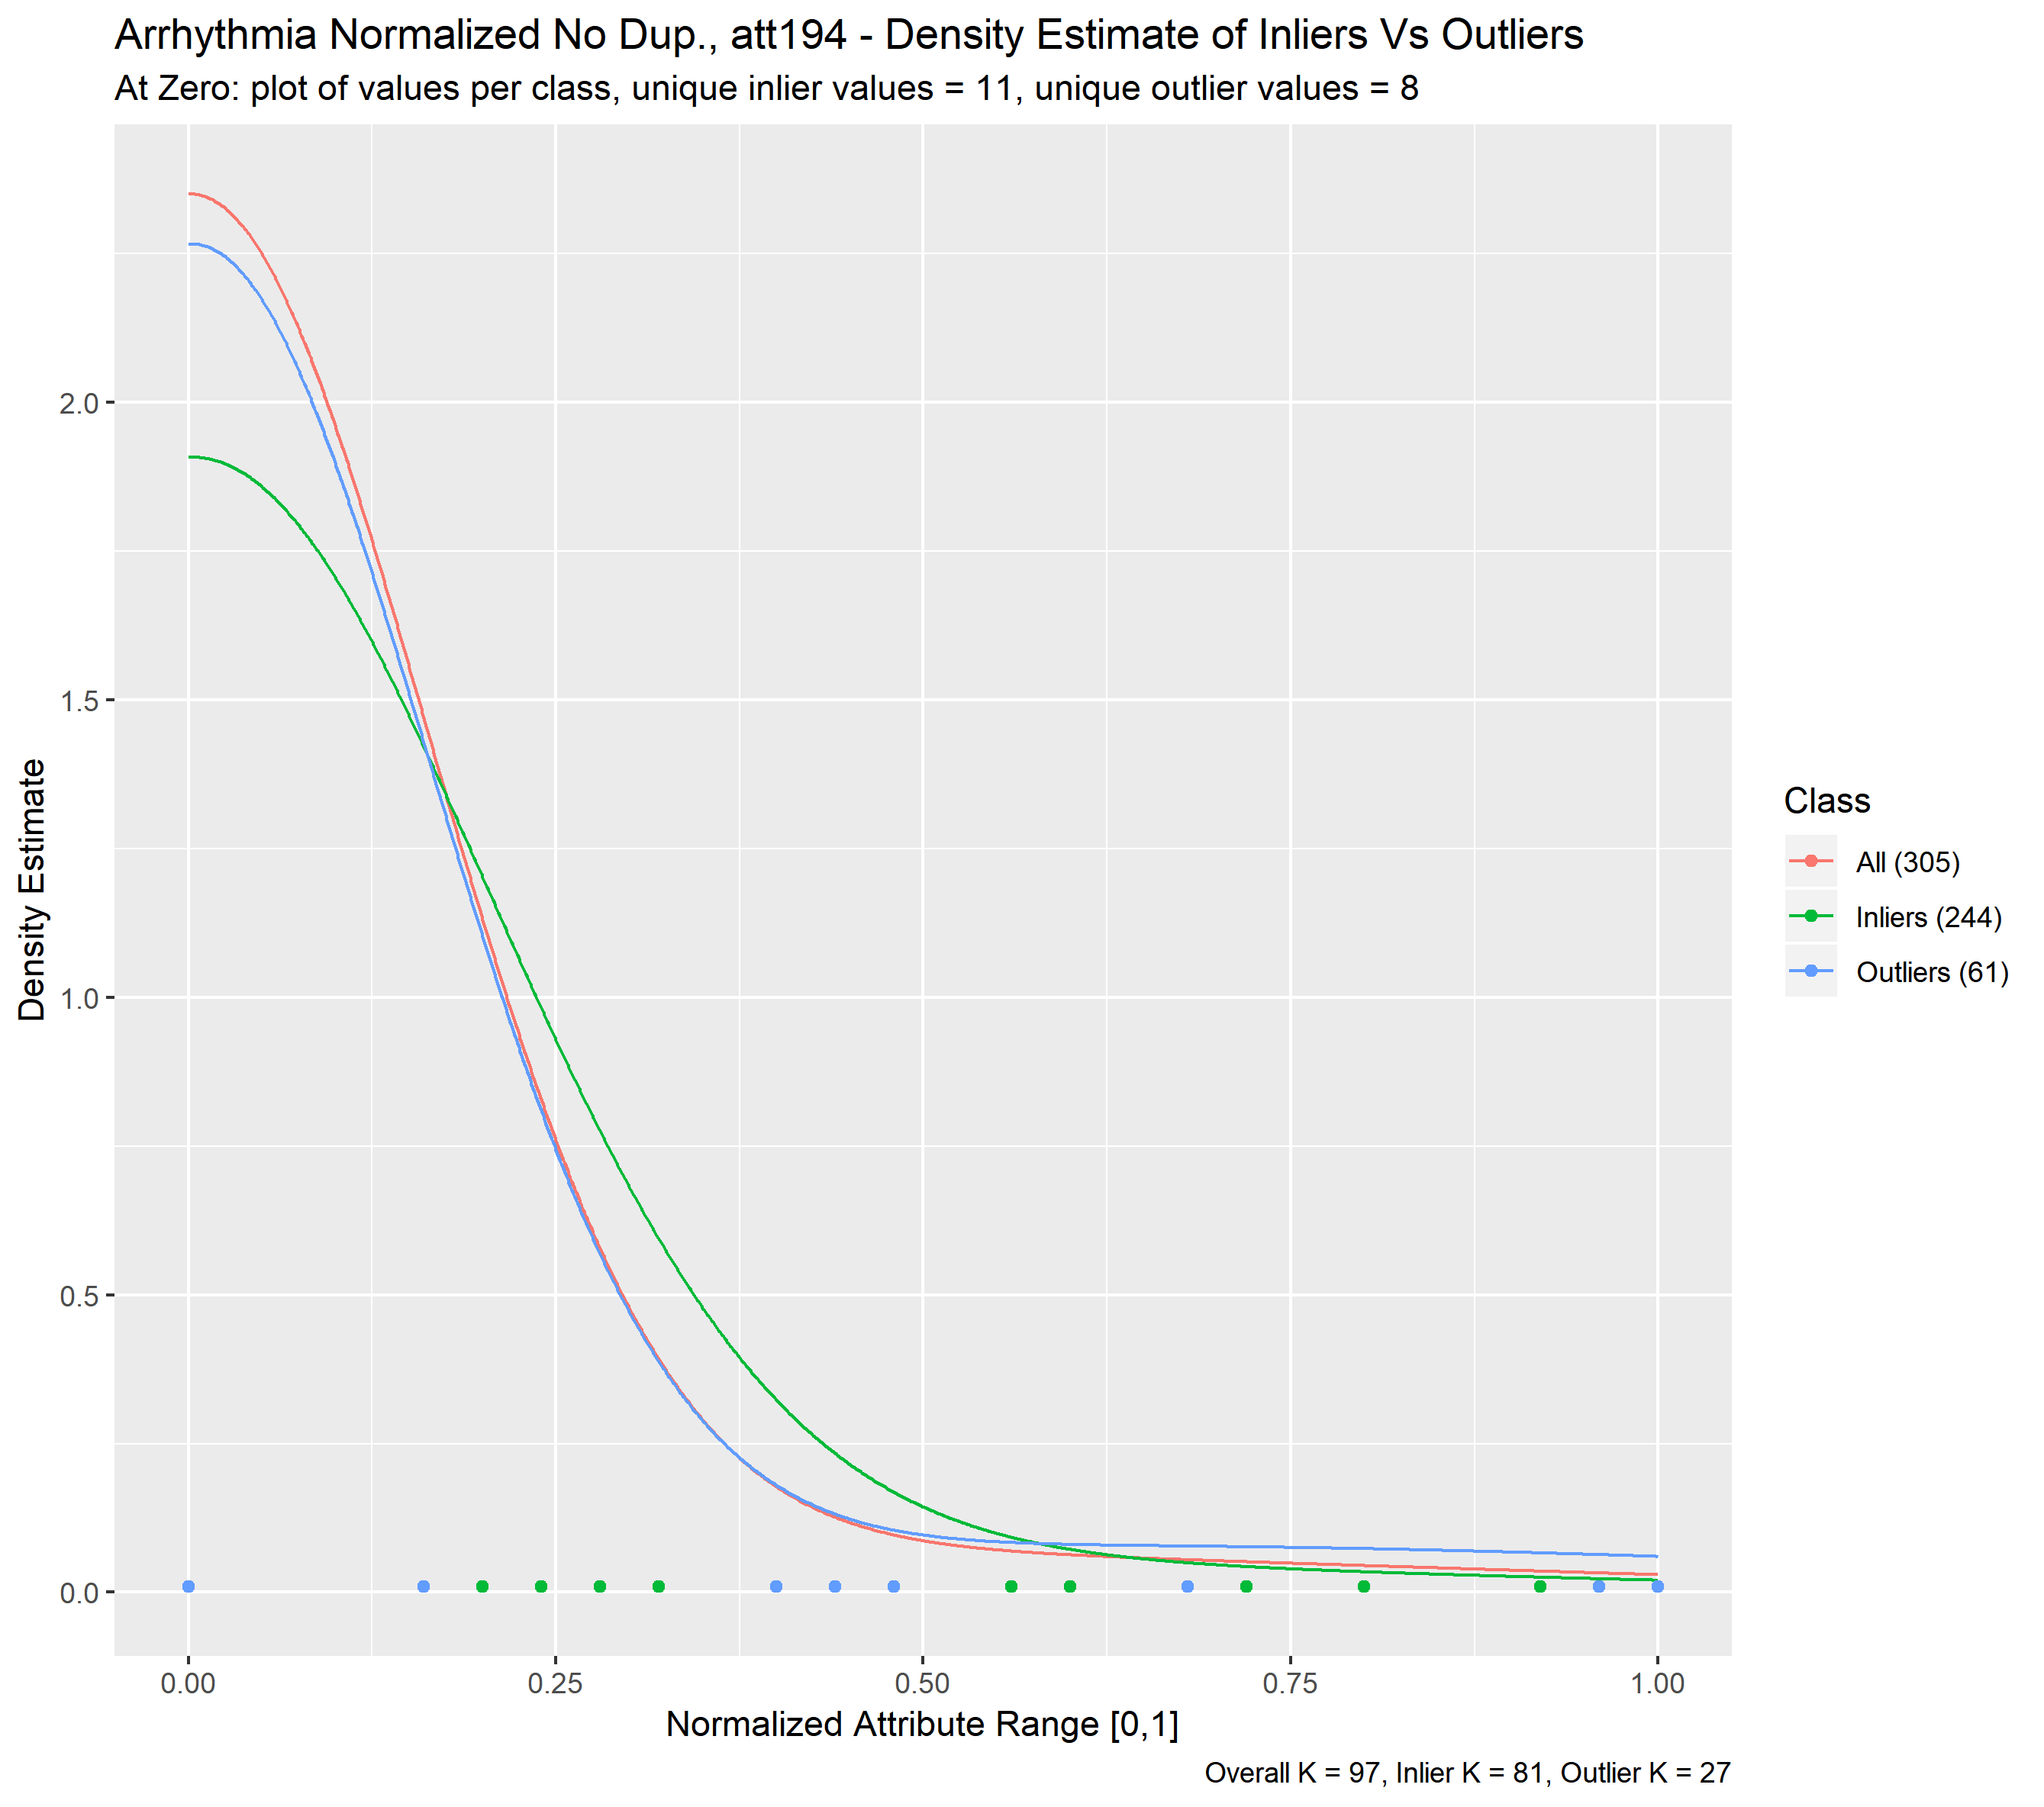 Arrhythmia Normalized No Dup., att194 - Density Estimate of Inliers Vs Outliers
At Zero: plot of values per class, unique inlier values = 11, unique outlier values = 8
Density Estimate
2.0
1.5
1.0
0.5
0.0
0.00 0.25 0.50 0.75 1.00
Normalized Attribute Range [0,1]
Class
All (305)
Inliers (244)
Outliers (61)
Overall K = 97, Inlier K = 81, Outlier K = 27